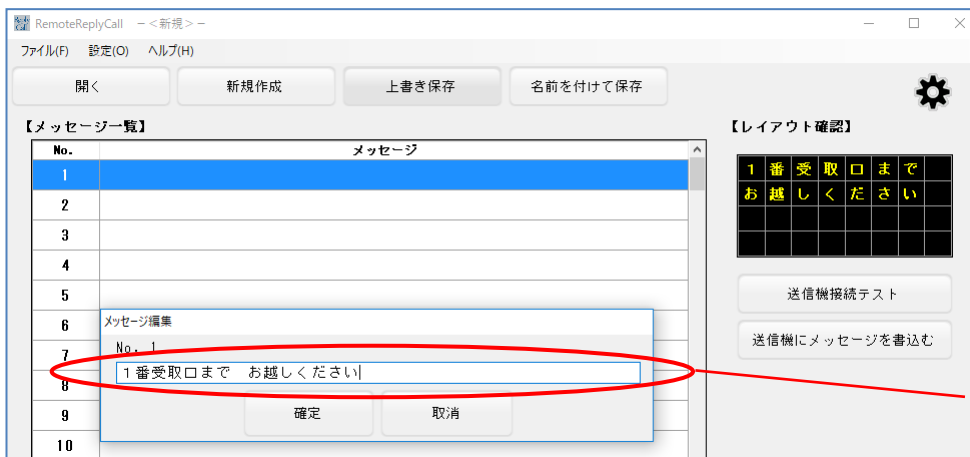 RemoteReplyCall －＜新規＞－
ファイル(F) 設定(O) ヘルプ(H)
開く 新規作成 上書き保存 名前を付けて保存
【メッセージ一覧】
No. メッセージ
1
2
3
4
5
6
7
8
9
10
メッセージ編集
No. 1
１番受取口まで　お越しください
確定 取消
【レイアウト確認】
１番受取口まで
お越しください
送信機接続テスト
送信機にメッセージを書込む